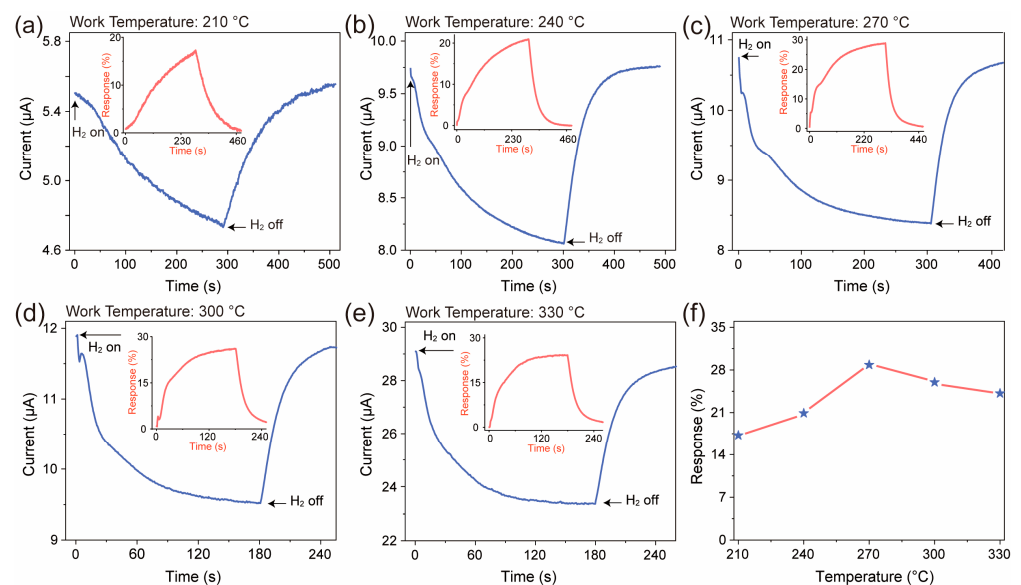 (a) Work Temperature: 210 °C
5.8
5.4
5.0
4.6
Current (μA)
0 100 200 300 400 500
Time (s)
H₂ on
H₂ off
20
10
0
Response (%)
0 230 460
Time (s)
(b) Work Temperature: 240 °C
10.0
9.5
9.0
8.5
8.0
Current (μA)
0 100 200 300 400 500
Time (s)
H₂ on
H₂ off
20
10
0
Response (%)
0 230 460
Time (s)
(c) Work Temperature: 270 °C
11
10
9
8
Current (μA)
0 100 200 300 400
Time (s)
H₂ on
H₂ off
30
20
10
0
Response (%)
0 220 440
Time (s)
(d) Work Temperature: 300 °C
12
11
10
9
Current (μA)
0 60 120 180 240
Time (s)
H₂ on
H₂ off
30
15
0
Response (%)
0 120 240
Time (s)
(e) Work Temperature: 330 °C
30
28
26
24
22
Current (μA)
0 60 120 180 240
Time (s)
H₂ on
H₂ off
30
15
0
Response (%)
0 120 240
Time (s)
(f)
35
28
21
14
7
0
Response (%)
210 240 270 300 330
Temperature (°C)